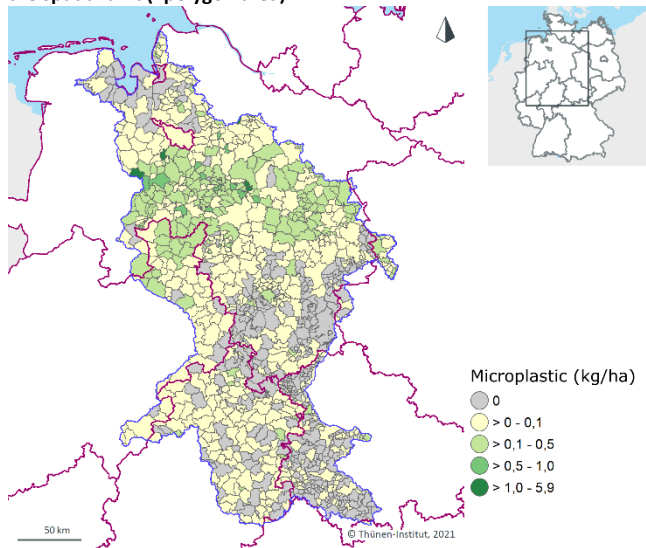 Microplastic (kg/ha)
0
> 0 - 0,1
> 0,1 - 0,5
> 0,5 - 1,0
> 1,0 - 5,9
50 km
© Thünen-Institut, 2021